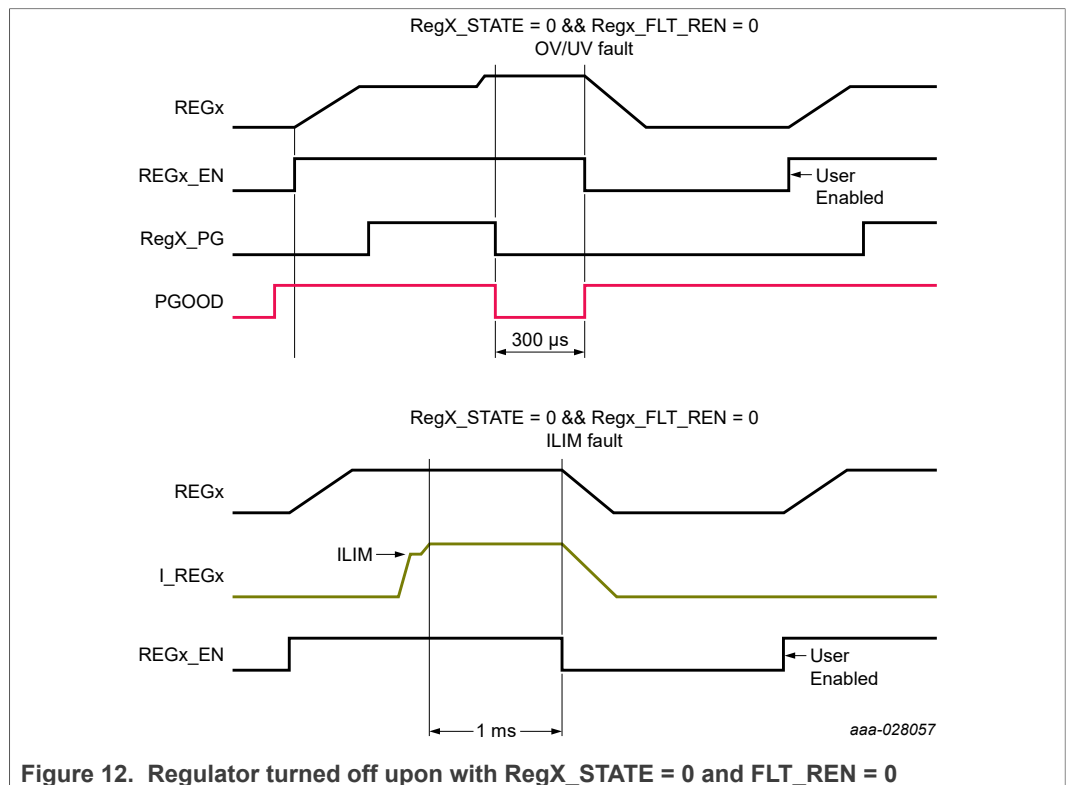 RegX_STATE = 0 && Regx_FLT_REN = 0
OV/UV fault
REGx
REGx_EN
User
Enabled
RegX_PG
PGOOD
300 µs
RegX_STATE = 0 && Regx_FLT_REN = 0
ILIM fault
REGx
ILIM
I_REGx
REGx_EN
User
Enabled
1 ms
aaa-028057
Figure 12. Regulator turned off upon with RegX_STATE = 0 and FLT_REN = 0